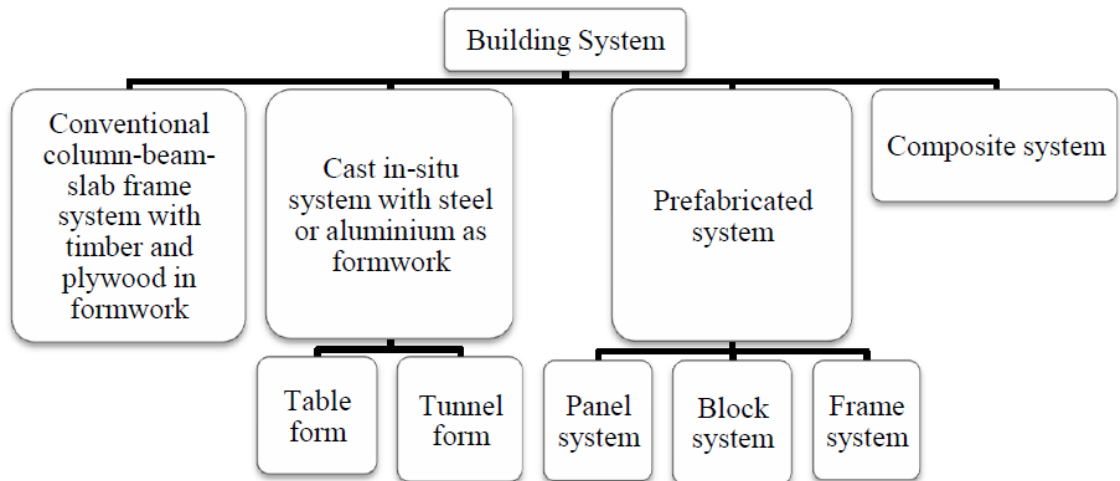 Building System
Conventional
column-beam-
slab frame
system with
timber and
plywood in
formwork
Cast in-situ
system with steel
or aluminium as
formwork
Prefabricated
system
Composite system
Table
form
Tunnel
form
Panel
system
Block
system
Frame
system